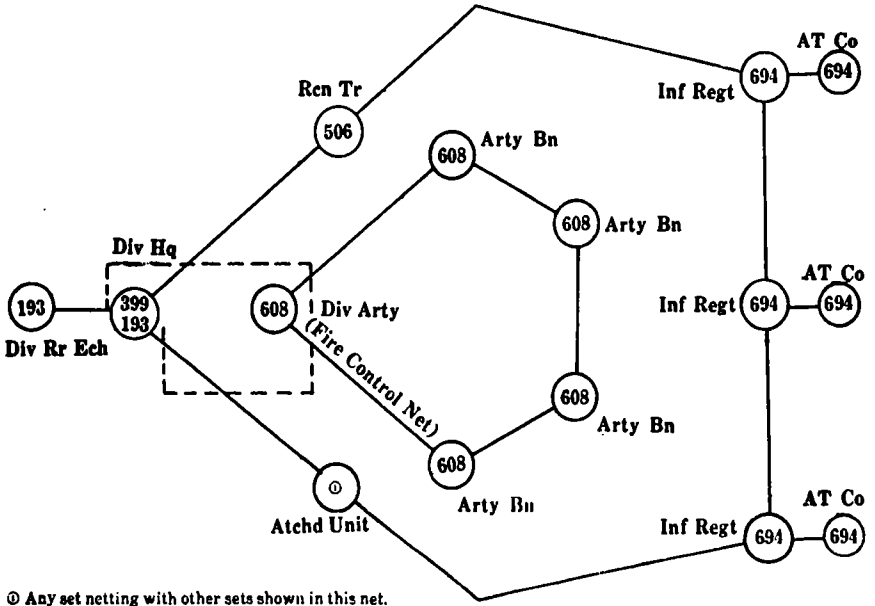 AT Co
694
694
Inf Regt
Rcn Tr
506
Arty Bn
608
608
Arty Bn
Div Hq
193
399
193
608
Div Arty
Div Rr Ech
(Fire Control Net)
AT Co
694
694
Inf Regt
608
Arty Bn
608
Arty Bn
①
Atchd Unit
AT Co
694
694
Inf Regt
① Any set netting with other sets shown in this net.